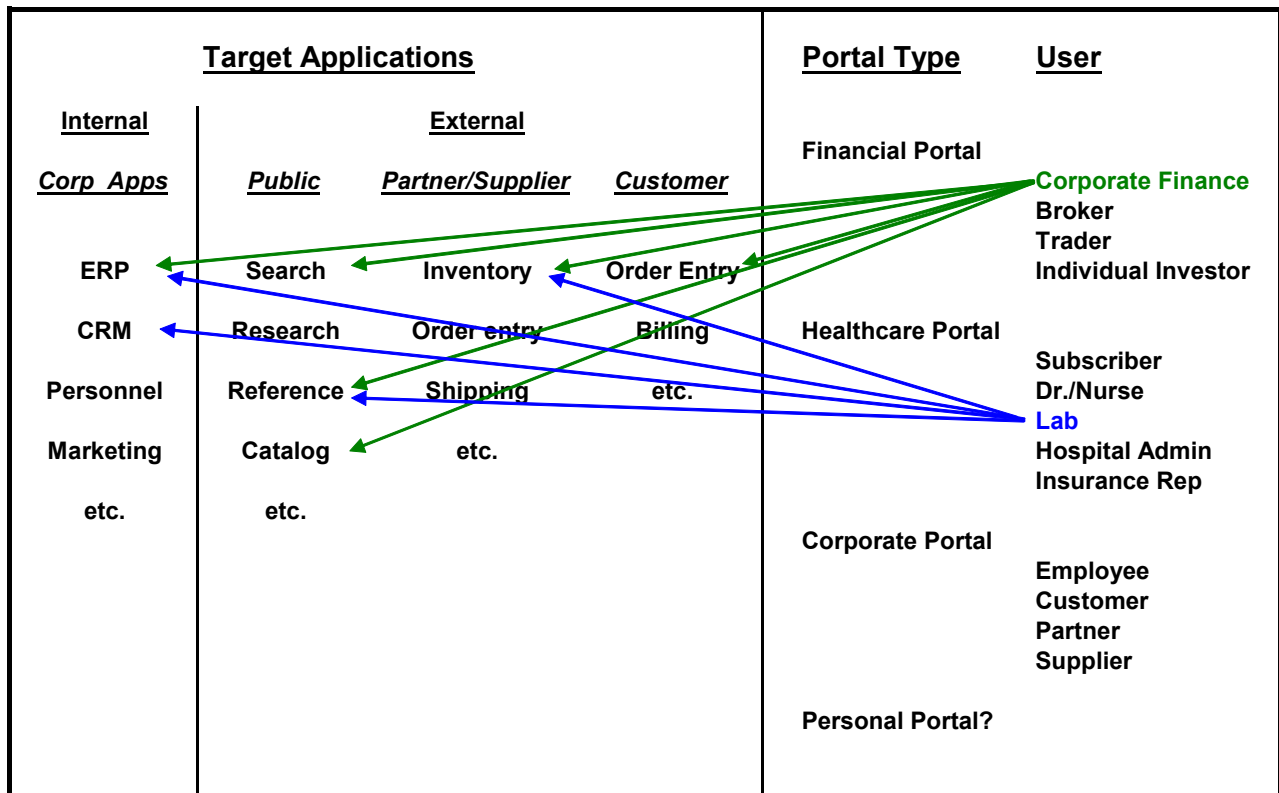 Target Applications Portal Type User
Internal External
Financial Portal
Corp Apps Public Partner/Supplier Customer Corporate Finance
Broker
Trader
ERP Search Inventory Order Entry Individual Investor
CRM Research Order entry Billing Healthcare Portal
Subscriber
Personnel Reference Shipping etc. Dr./Nurse
Lab
Marketing Catalog etc. Hospital Admin
Insurance Rep
etc. etc.
Corporate Portal
Employee
Customer
Partner
Supplier
Personal Portal?